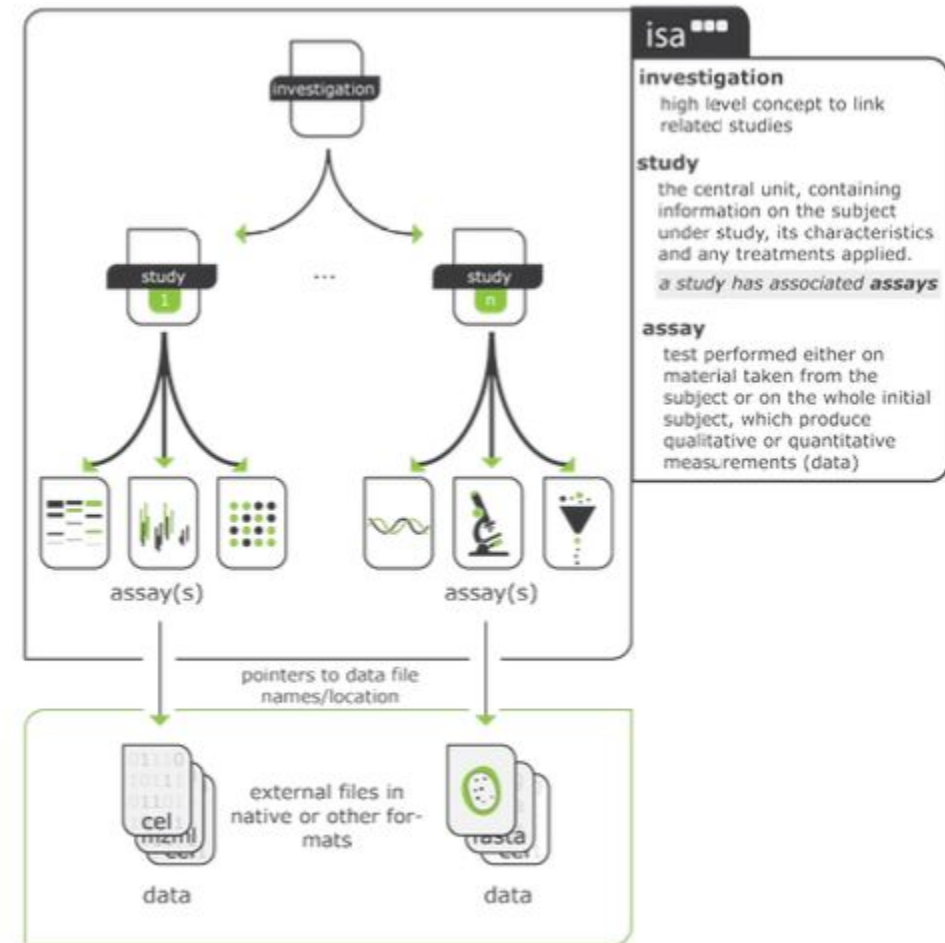 isa
investigation
high level concept to link
related studies
study
the central unit, containing
information on the subject
under study, its characteristics
and any treatments applied.
a study has associated assays
assay
test performed either on
material taken from the
subject or on the whole initial
subject, which produce
qualitative or quantitative
measurements (data)
investigation
study
1
...
study
n
assay(s)
assay(s)
pointers to data file
names/location
cel
external files in
native or other for-
mats
data
data